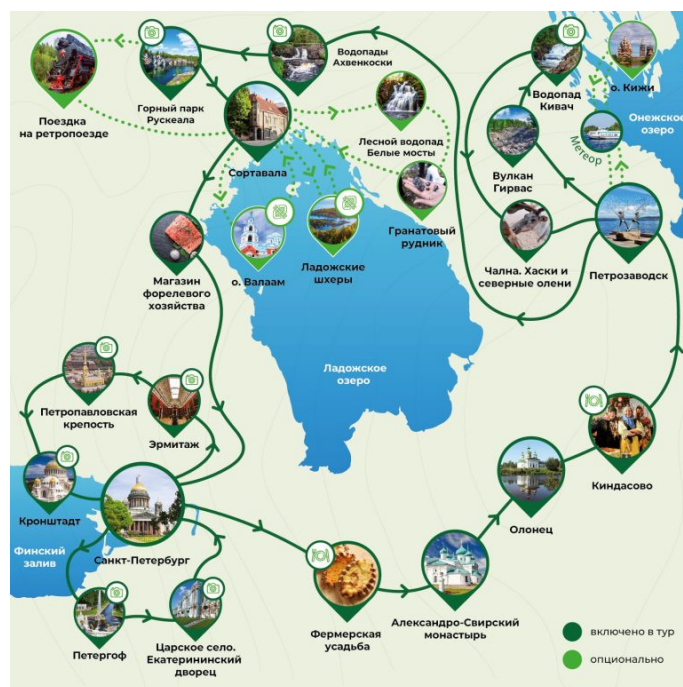 Поездка
на ретропоезде
Горный парк
Рускеала
Водопады
Ахвенкоски
Сортавала
Лесной водопад
Белые мосты
Гранатовый
рудник
Водопад
Кивач
о. Кижи
Онежское
озеро
Метеор
Вулкан
Гирвас
Чална. Хаски и
северные олени
Петрозаводск
Магазин
форелевого
хозяйства
о. Валаам
Ладожские
шхеры
Ладожское
озеро
Петропавловская
крепость
Эрмитаж
Кронштадт
Финский
залив
Санкт-Петербург
Петергоф
Царское село.
Екатерининский
дворец
Фермерская
усадьба
Александро-Свирский
монастырь
Олонец
Киндасово
включено в тур
опционально